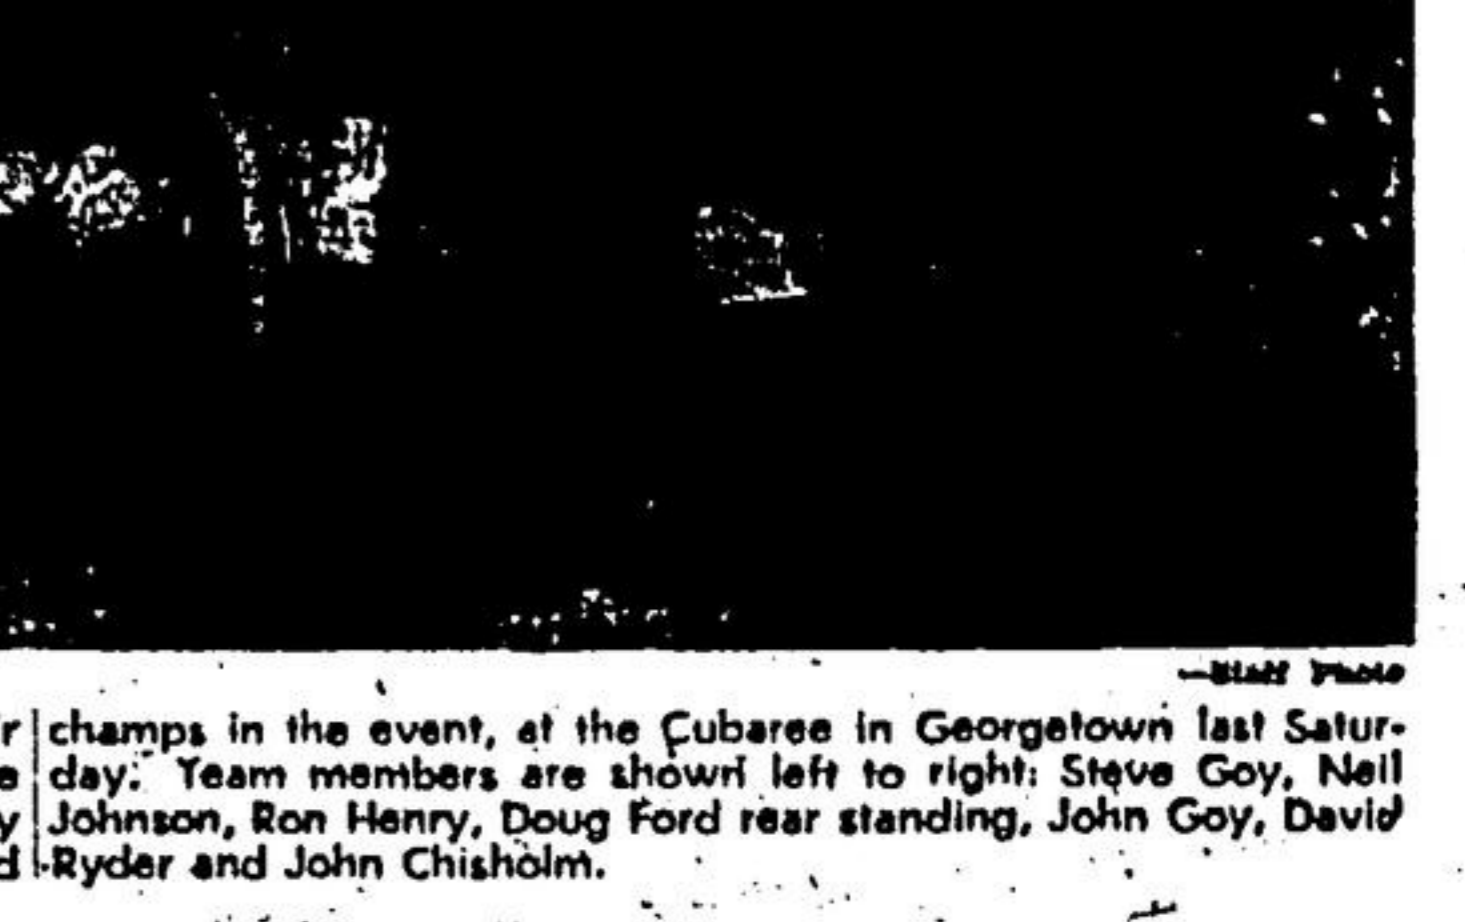 —Staff Photo
r champs in the event, at the Cubaree in Georgetown last Satur-
e day. Team members are shown left to right: Steve Goy, Neil
y Johnson, Ron Henry, Doug Ford rear standing, John Goy, David
d Ryder and John Chisholm.